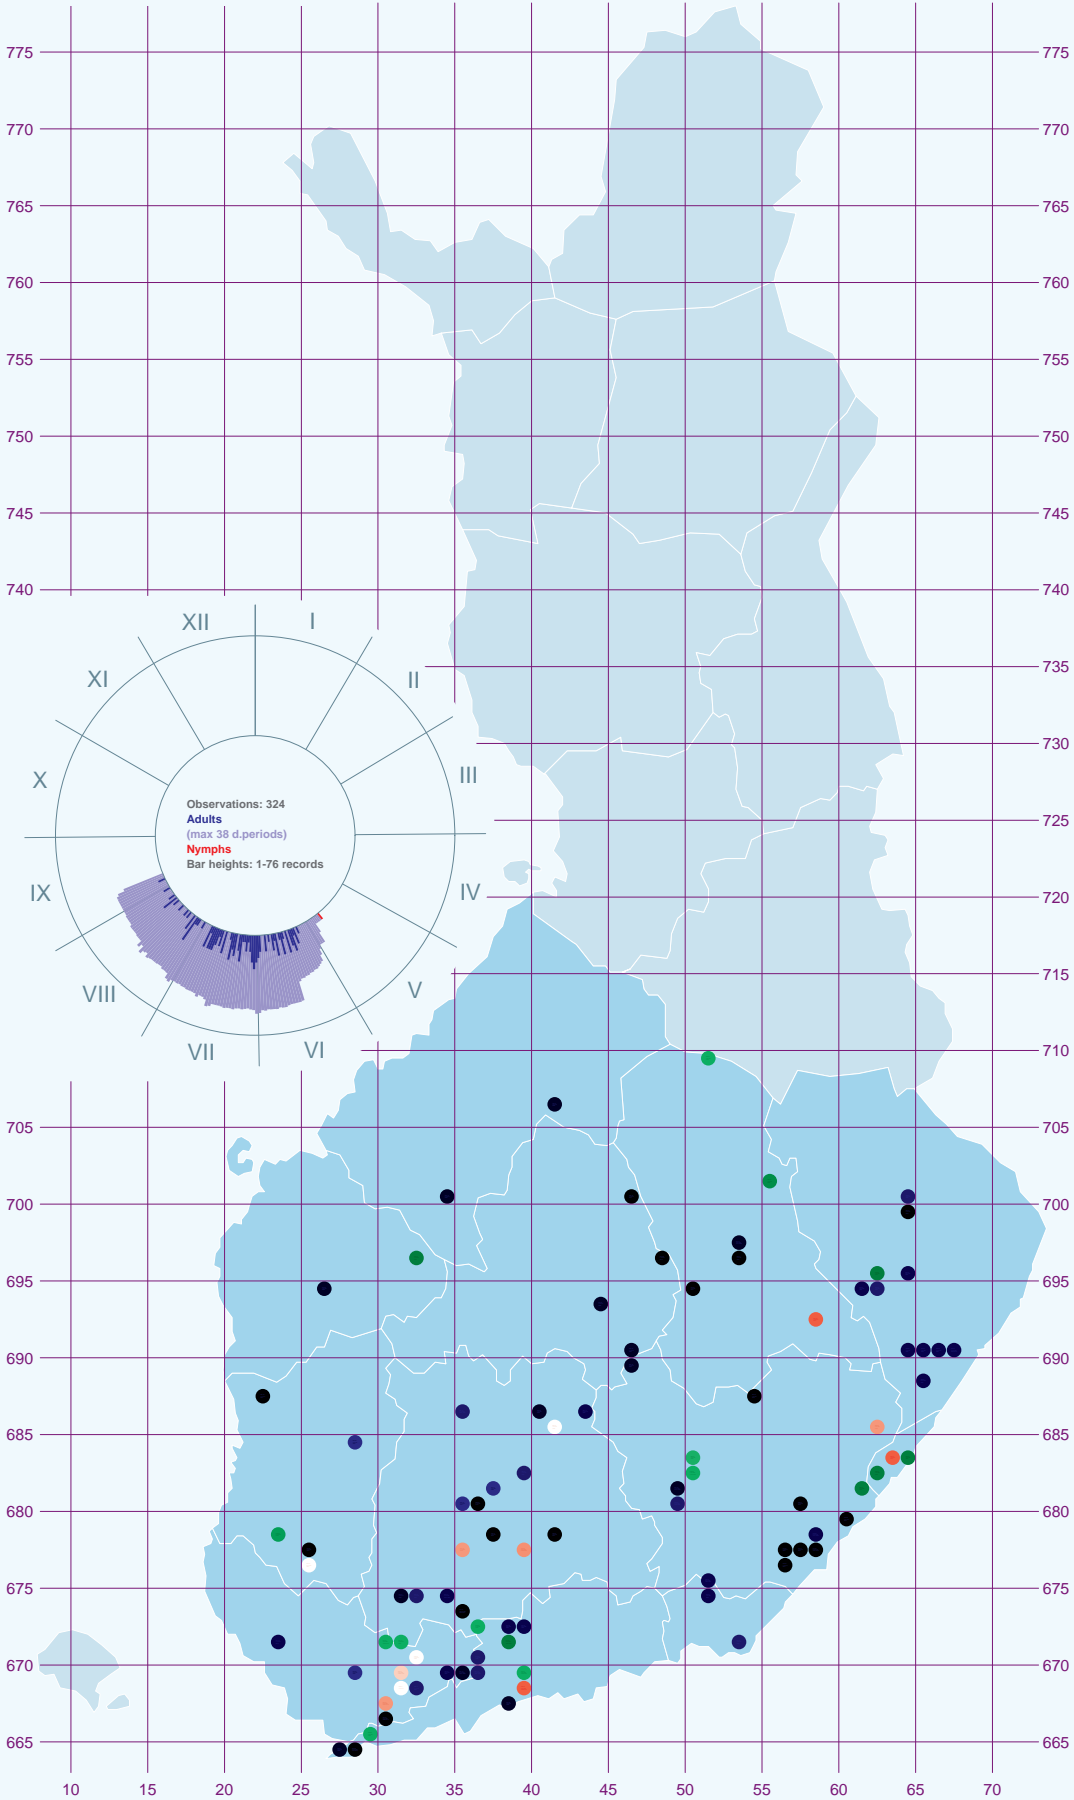 775 775
770 770
765 765
760 760
755 755
750 750
745 745
740 740
XII I
735
XI II
730
X III
Observations: 324
Adults
(max 38 d.periods)
Nymphs
Bar heights: 1-76 records
725
IX IV
720
VIII V
715
VII VI
710
705 705
700 700
695 695
690 690
685 685
680 680
675 675
670 670
665 665
10 15 20 25 30 35 40 45 50 55 60 65 70